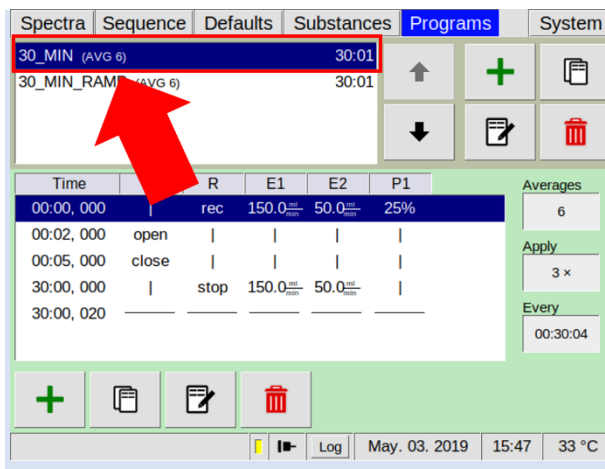 Spectra Sequence Defaults Substances Programs System
30_MIN (AVG 6) 30:01
30_MIN_RAMP (AVG 6) 30:01
Time R E1 E2 P1
00:00, 000 | rec 150.0 ml/min 50.0 ml/min 25%
00:02, 000 open | | | |
00:05, 000 close | | | |
30:00, 000 | stop 150.0 ml/min 50.0 ml/min |
30:00, 020
Averages
6
Apply
3 ×
Every
00:30:04
Log May. 03. 2019 15:47 33 °C